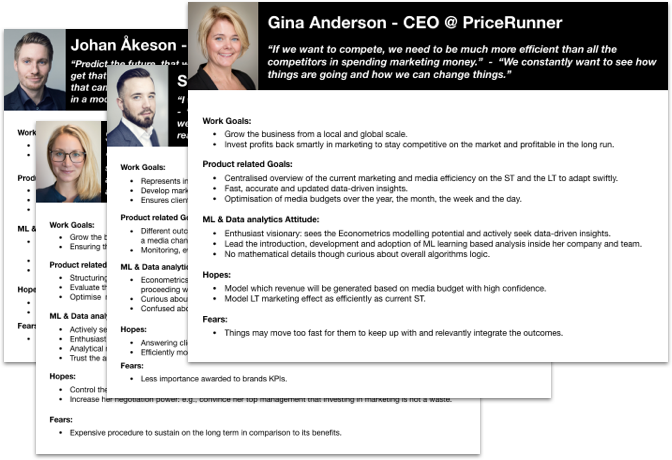 Gina Anderson - CEO @ PriceRunner
“If we want to compete, we need to be much more efficient than all the
competitors in spending marketing money.” - “We constantly want to see how
things are going and how we can change things.”
Work Goals:
• Grow the business from a local and global scale.
• Invest profits back smartly in marketing to stay competitive on the market and profitable in the long run.
Product related Goals:
• Centralised overview of the current marketing and media efficiency on the ST and the LT to adapt swiftly.
• Fast, accurate and updated data-driven insights.
• Optimisation of media budgets over the year, the month, the week and the day.
ML & Data analytics Attitude:
• Enthusiast visionary: sees the Econometrics modelling potential and actively seek data-driven insights.
• Lead the introduction, development and adoption of ML learning based analysis inside her company and team.
• No mathematical details though curious about overall algorithms logic.
Hopes:
• Model which revenue will be generated based on media budget with high confidence.
• Model LT marketing effect as efficiently as current ST.
Fears:
• Things may move too fast for them to keep up with and relevantly integrate the outcomes.
Johan Åkeson -
“Predict the future, that w
get that
that can
in a mod
Work
Prod
ML &
Hope
Fears
S
“I
-
we
rea
Work Goals:
• Represents in
• Develop mark
• Ensures clien
Product related Go
• Different outc
a media chan
• Monitoring, ev
ML & Data analytic
• Econometrics
proceeding w
• Curious about
• Confused abo
Hopes:
• Answering cli
• Efficiently mo
Fears:
• Less importance awarded to brands KPIs.
Work Goals:
• Grow the b
• Ensuring th
Product related
• Structuring
• Evaluate th
• Optimise
ML & Data anal
• Actively se
• Enthusiast
• Analytical
• Trust the a
Hopes:
• Control the
• Increase her negotiation power: e.g., convince her top management that investing in marketing is not a waste.
Fears:
• Expensive procedure to sustain on the long term in comparison to its benefits.